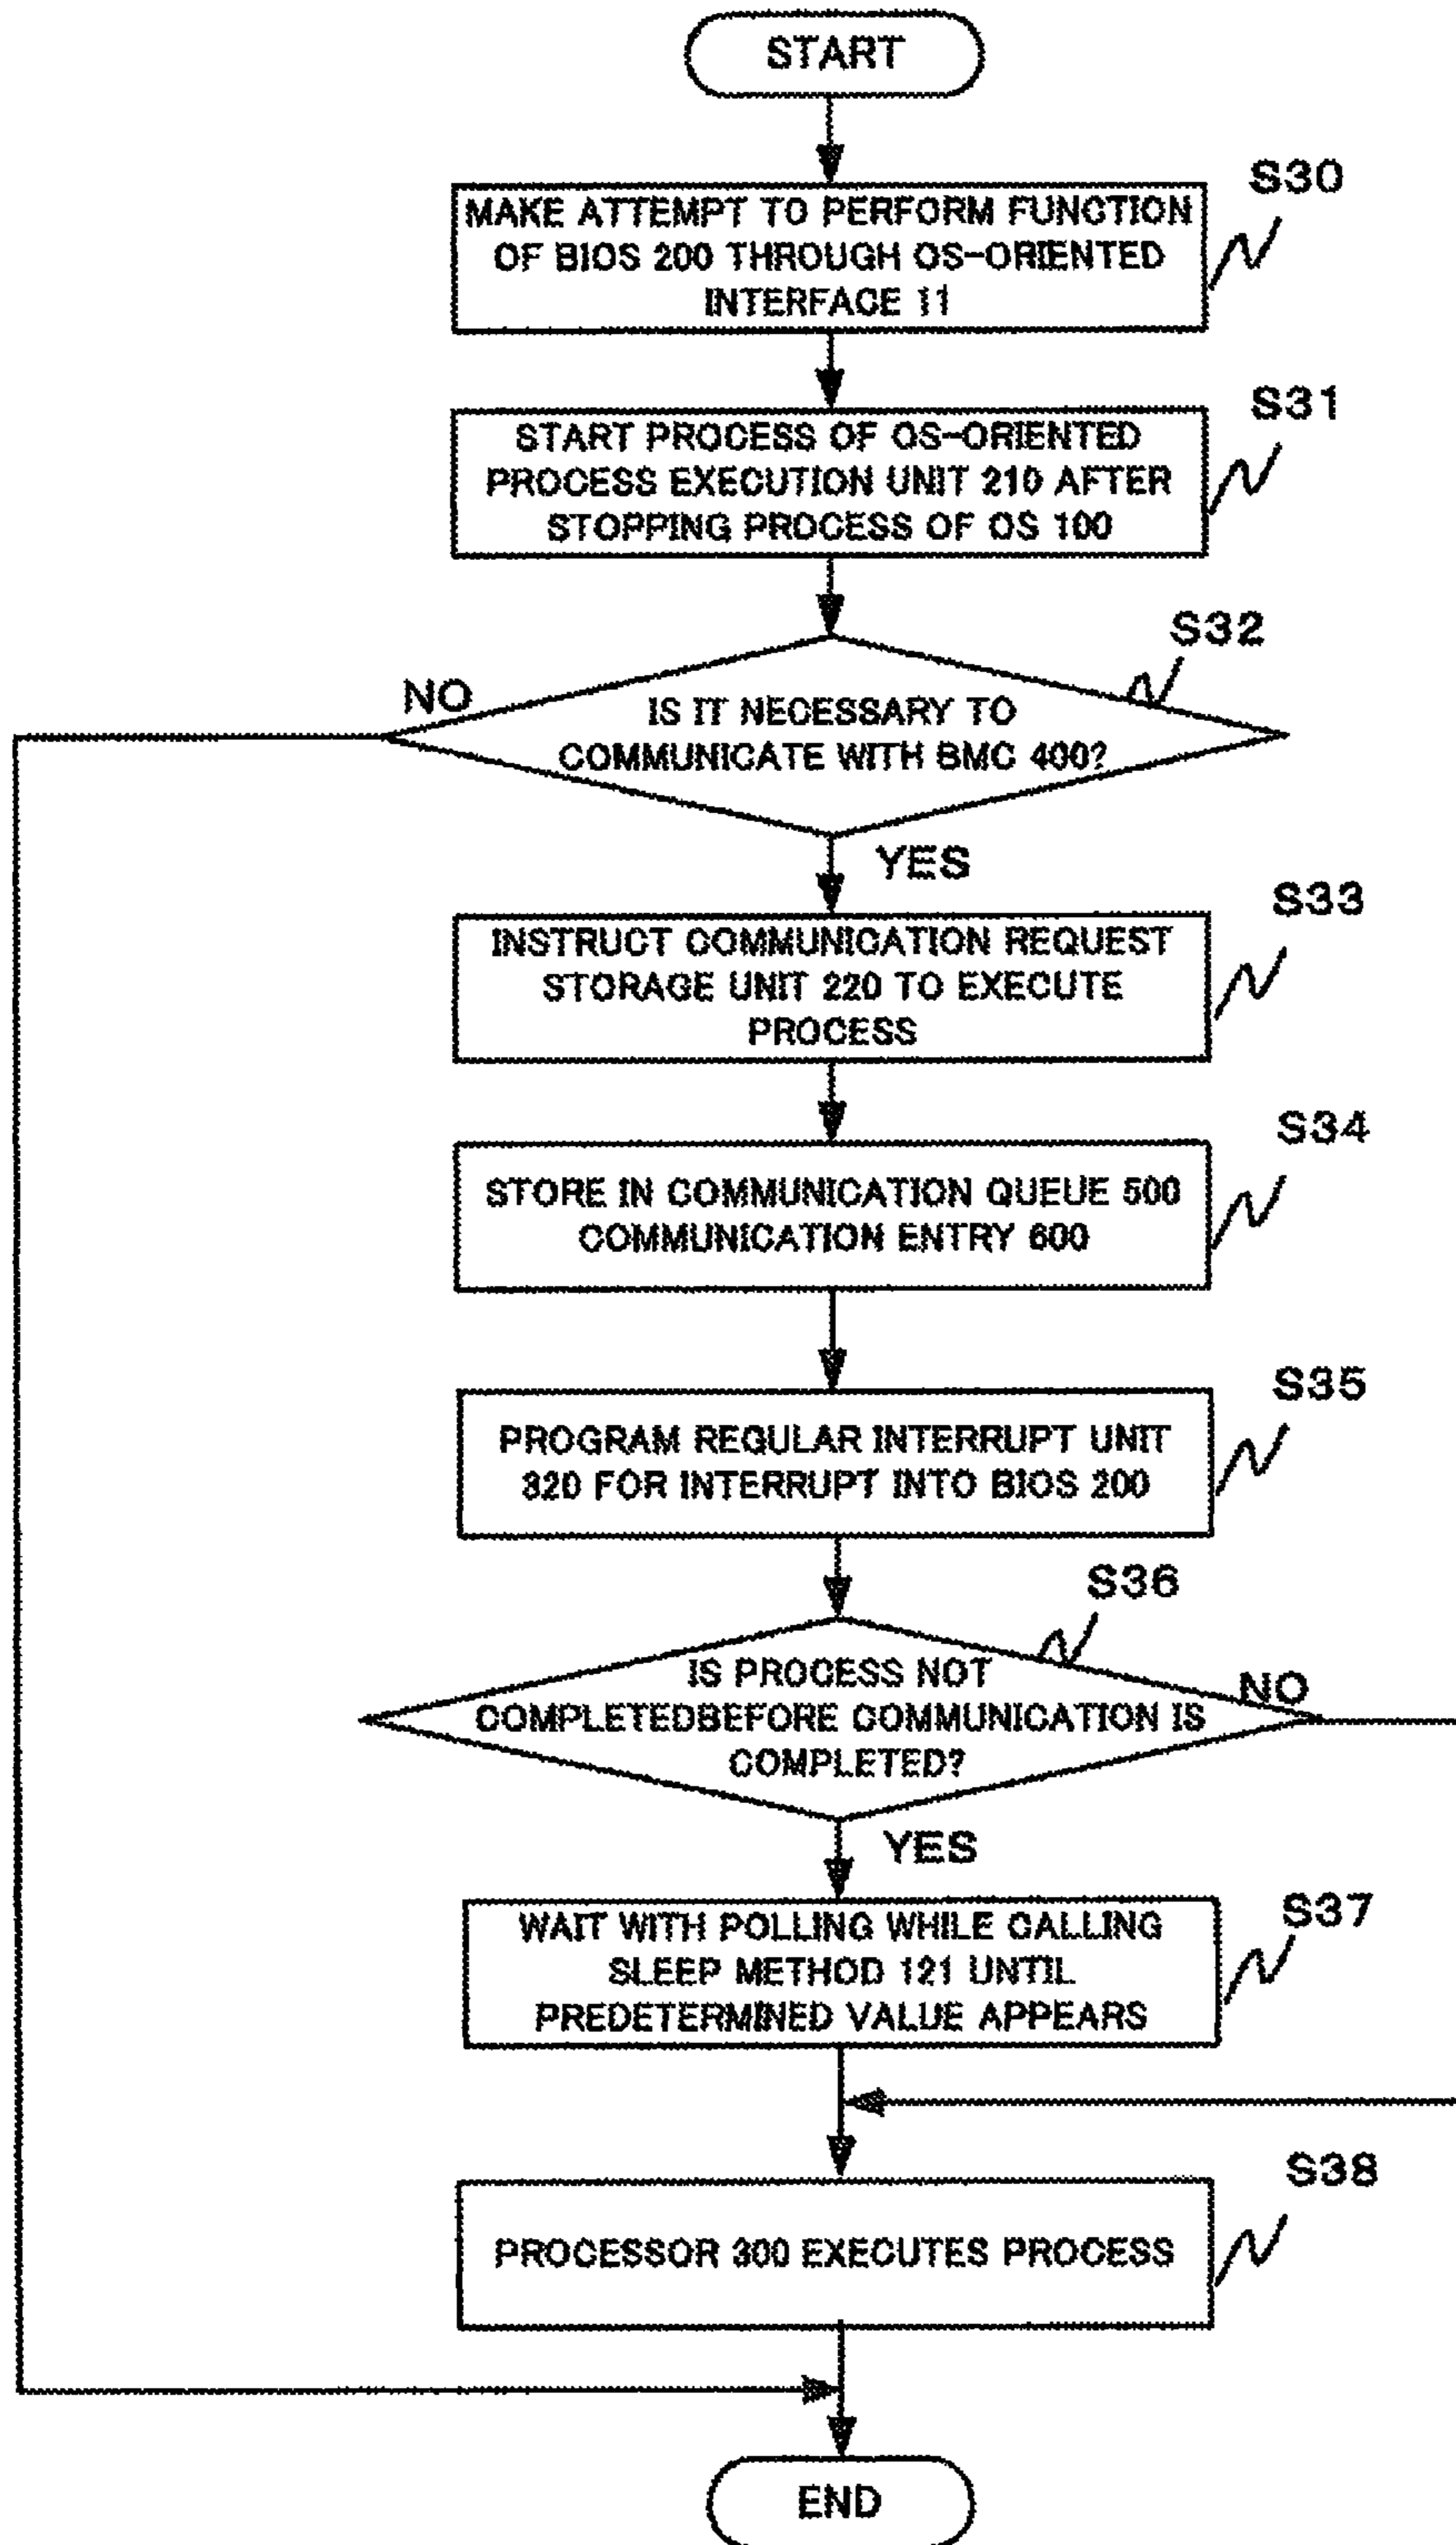 START
S30
MAKE ATTEMPT TO PERFORM FUNCTION
OF BIOS 200 THROUGH OS-ORIENTED
INTERFACE 11
S31
START PROCESS OF OS-ORIENTED
PROCESS EXECUTION UNIT 210 AFTER
STOPPING PROCESS OF OS 100
S32
NO
IS IT NECESSARY TO
COMMUNICATE WITH BMC 400?
YES
S33
INSTRUCT COMMUNICATION REQUEST
STORAGE UNIT 220 TO EXECUTE
PROCESS
S34
STORE IN COMMUNICATION QUEUE 500
COMMUNICATION ENTRY 600
S35
PROGRAM REGULAR INTERRUPT UNIT
320 FOR INTERRUPT INTO BIOS 200
S36
IS PROCESS NOT
NO
COMPLETEDBEFORE COMMUNICATION IS
COMPLETED?
YES
S37
WAIT WITH POLLING WHILE CALLING
SLEEP METHOD 121 UNTIL
PREDETERMINED VALUE APPEARS
S38
PROCESSOR 300 EXECUTES PROCESS
END